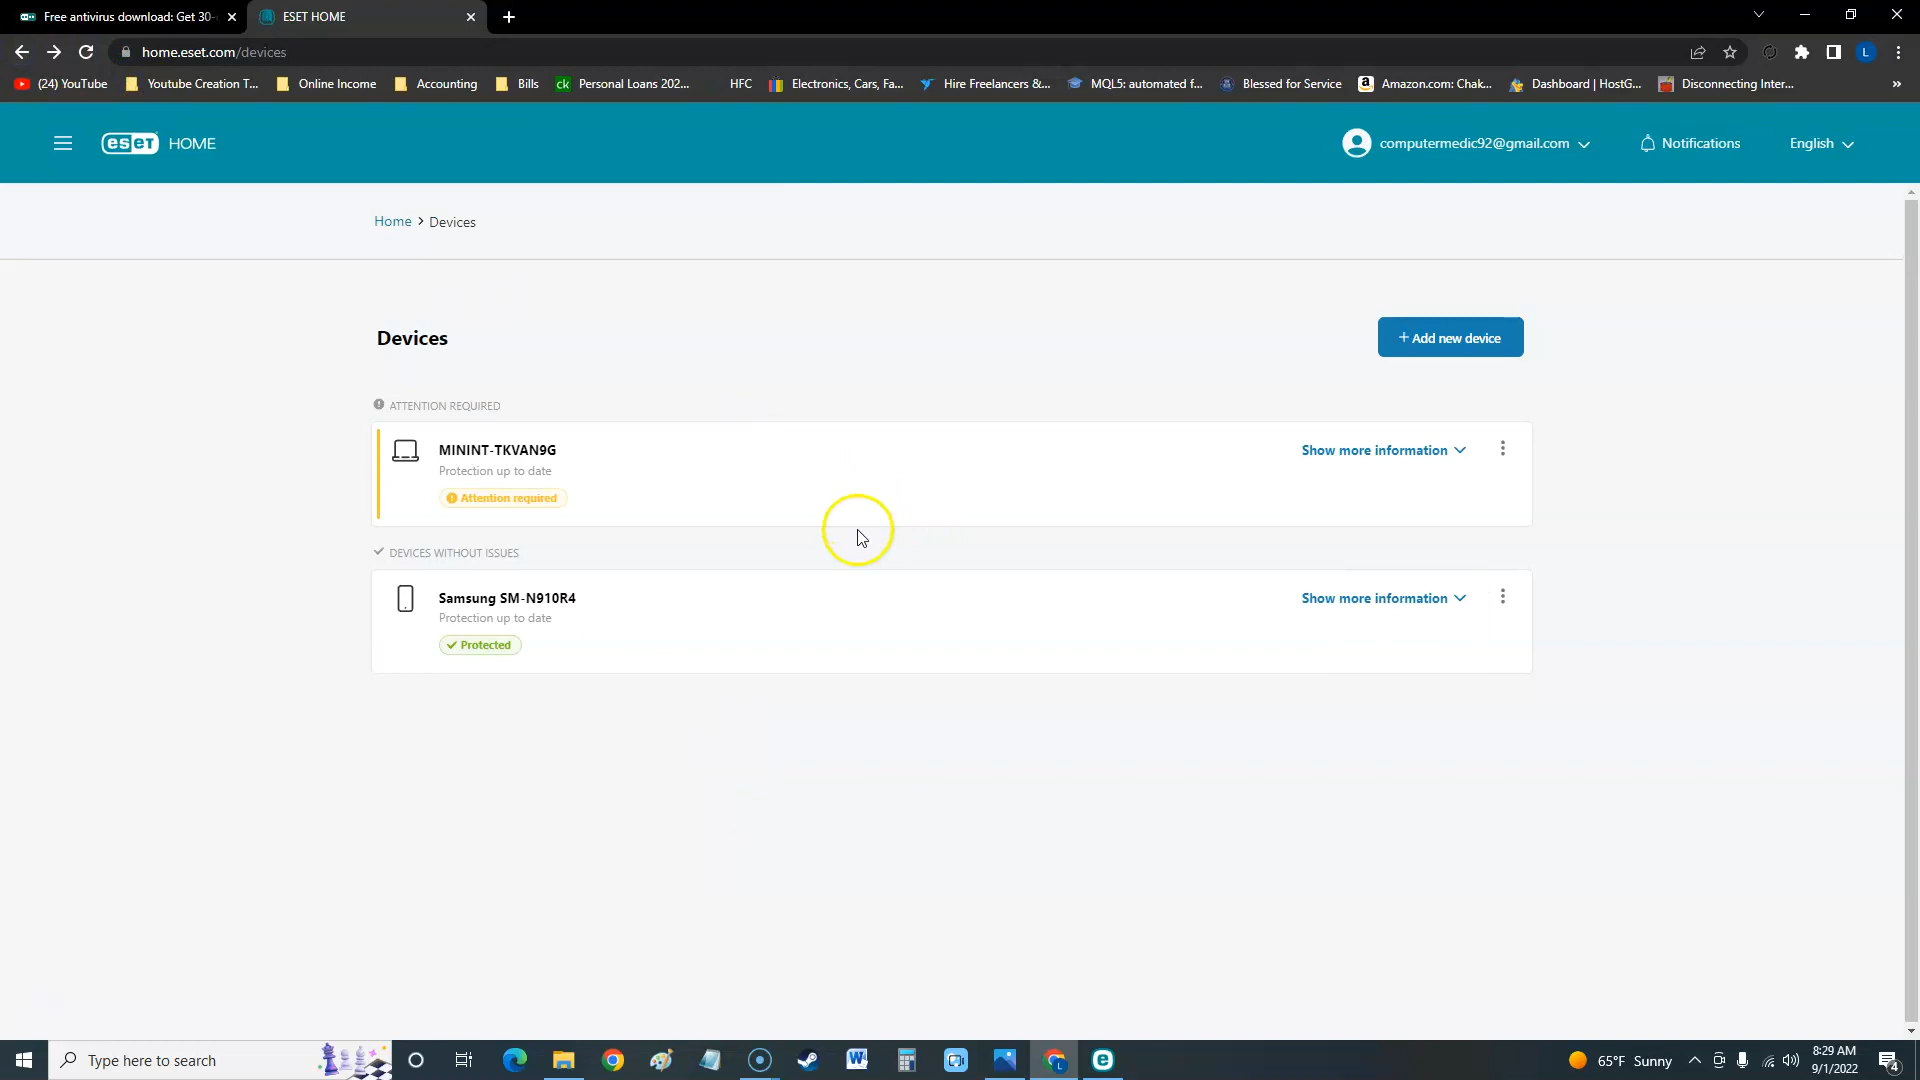 Free antivirus download: Get 30-
ESET HOME
home.eset.com/devices
(24) YouTube
Youtube Creation T...
Online Income
Accounting
Bills
ck
Personal Loans 202...
HFC
Electronics, Cars, Fa...
Hire Freelancers &...
MQL5: automated f...
Blessed for Service
Amazon.com: Chak...
Dashboard | HostG...
Disconnecting Inter...
eset HOME
computermedic92@gmail.com
Notifications
English
Home > Devices
Devices
+ Add new device
ATTENTION REQUIRED
MININT-TKVAN9G
Show more information
Protection up to date
Attention required
DEVICES WITHOUT ISSUES
Samsung SM-N910R4
Show more information
Protection up to date
Protected
Type here to search
65°F Sunny
8:29 AM
9/1/2022
4